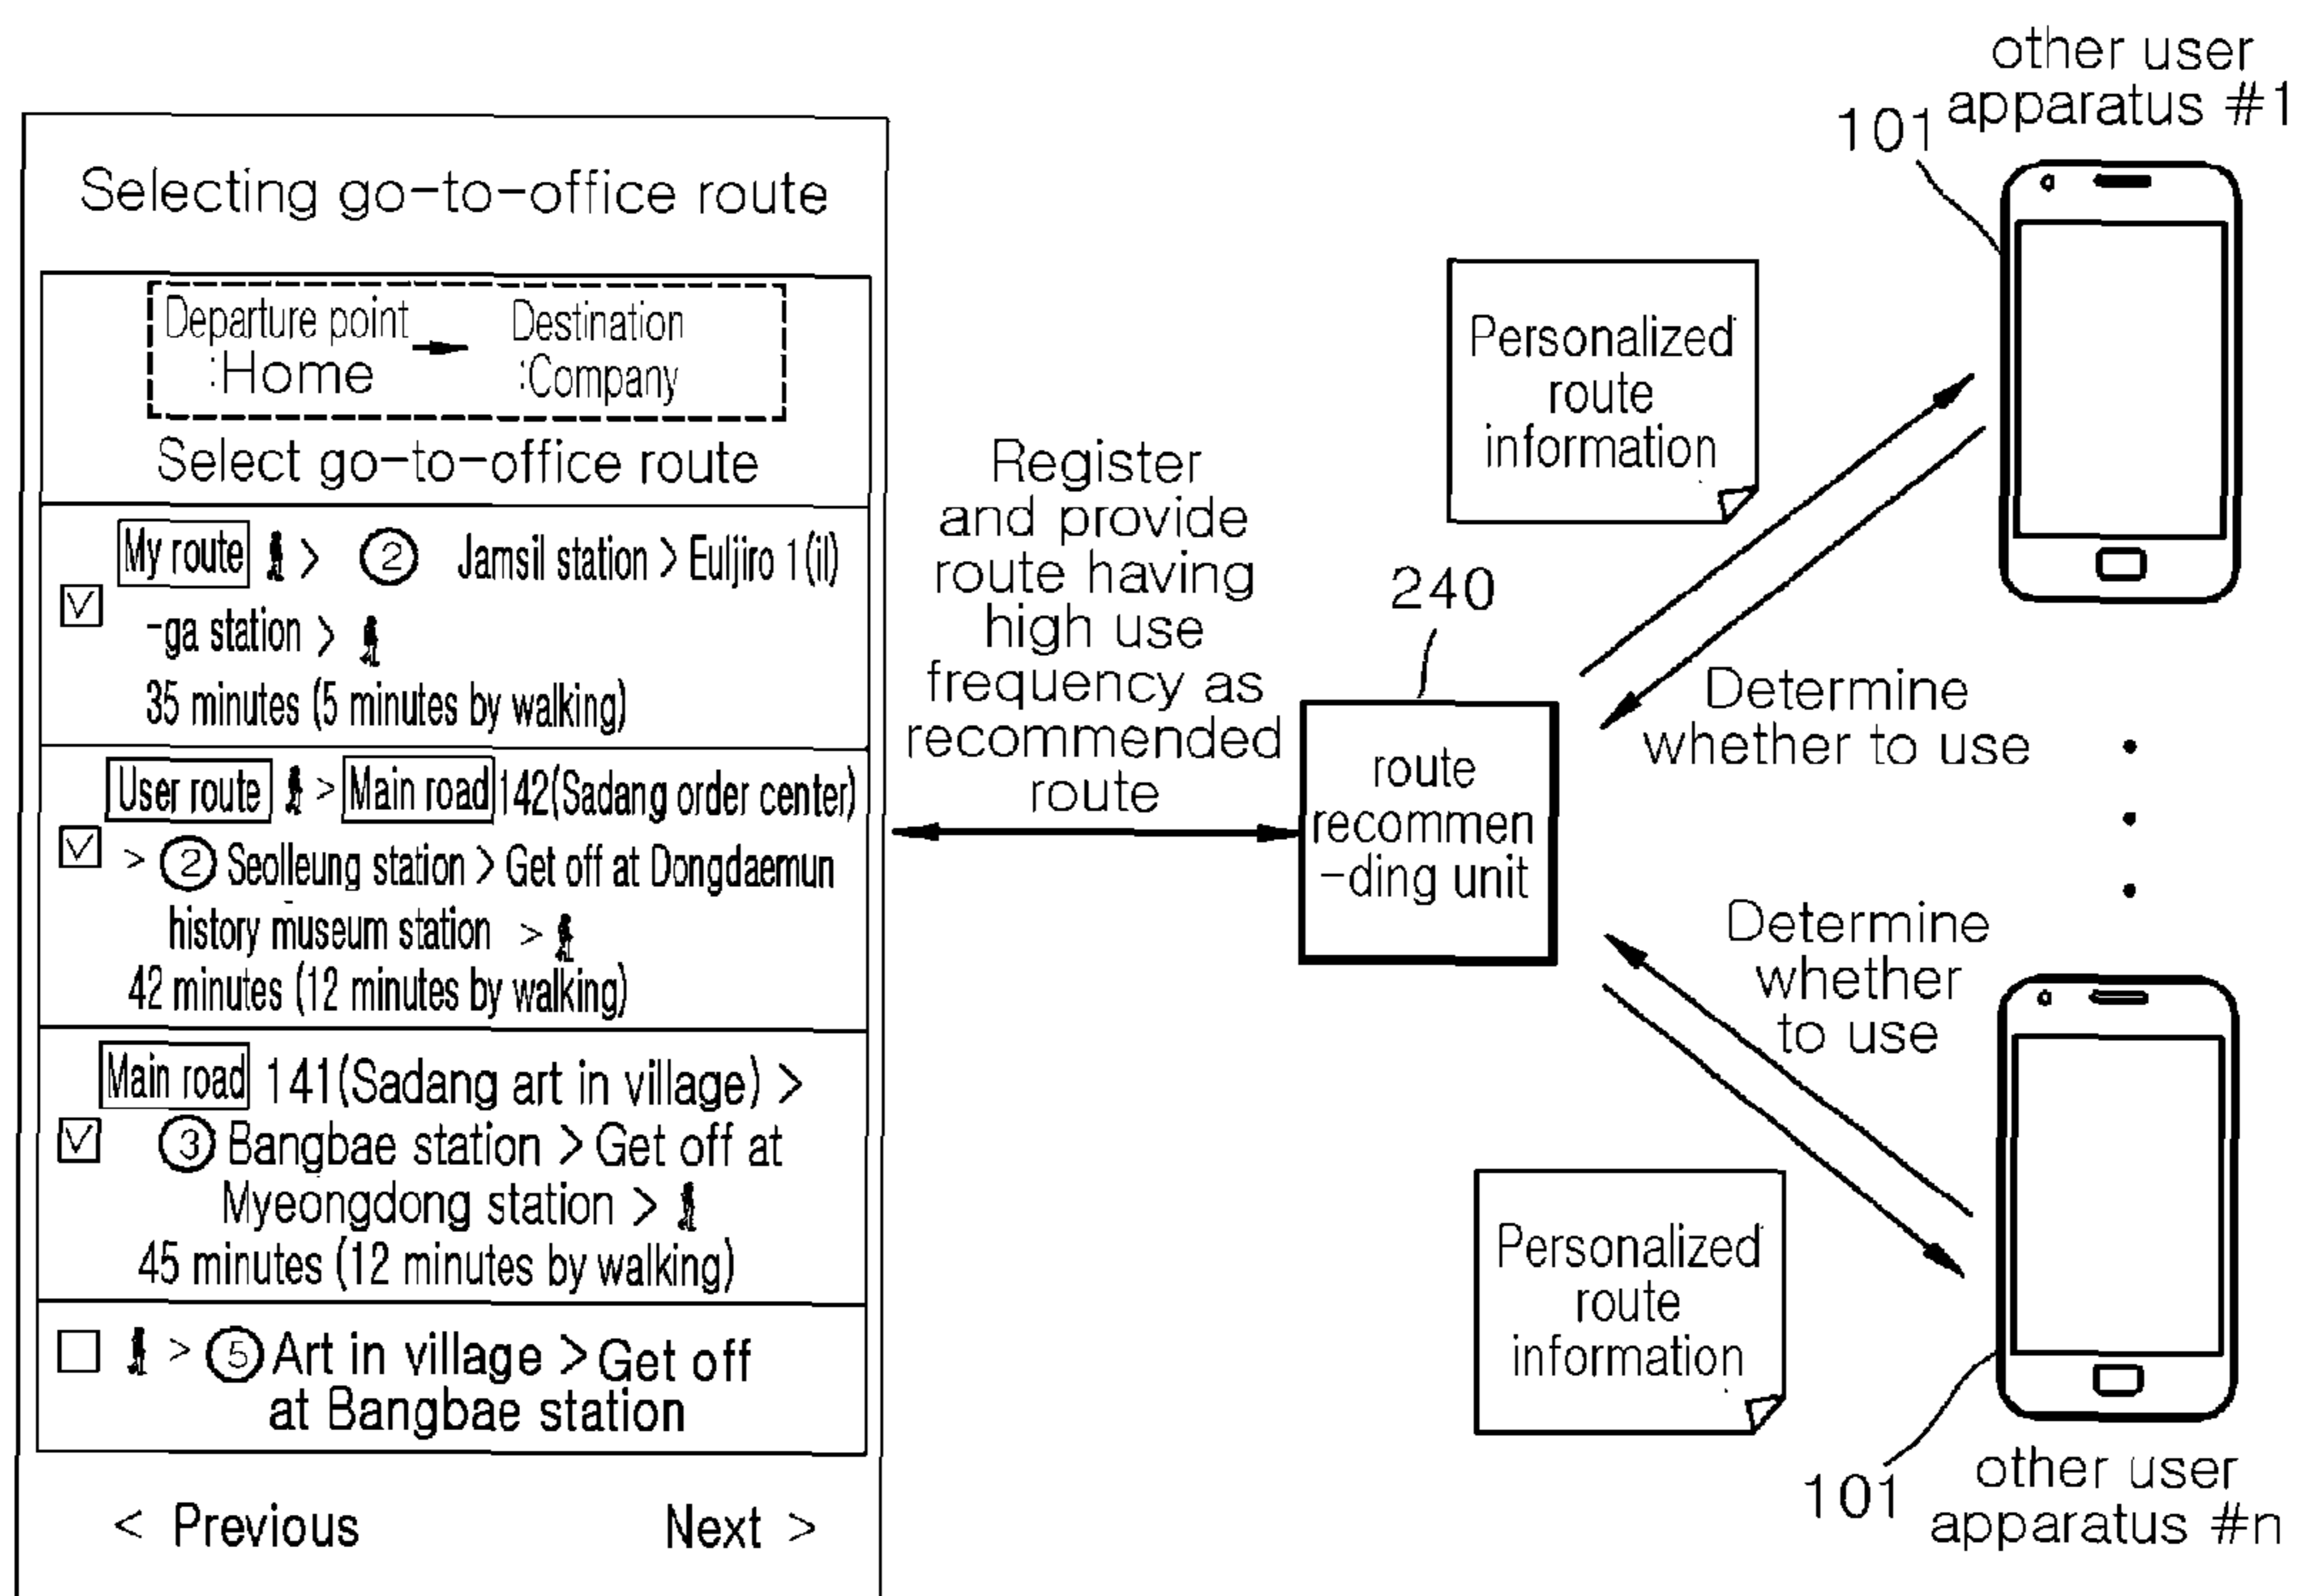 Selecting go-to-office route
Departure point
:Home
Destination
:Company
Select go-to-office route
My route > ② Jamsil station > Euljiro 1(il)
-ga station >
35 minutes (5 minutes by walking)
User route > Main road 142(Sadang order center)
> ② Seolleung station > Get off at Dongdaemun
history museum station >
42 minutes (12 minutes by walking)
Main road 141(Sadang art in village) >
③ Bangbae station > Get off at
Myeongdong station >
45 minutes (12 minutes by walking)
> ⑤ Art in village > Get off
at Bangbae station
< Previous
Next >
Register
and provide
route having
high use
frequency as
recommended
route
240
route
recommen
-ding unit
Personalized
route
information
other user
apparatus #1
101
Determine
whether to use
Determine
whether
to use
Personalized
route
information
101
other user
apparatus #n